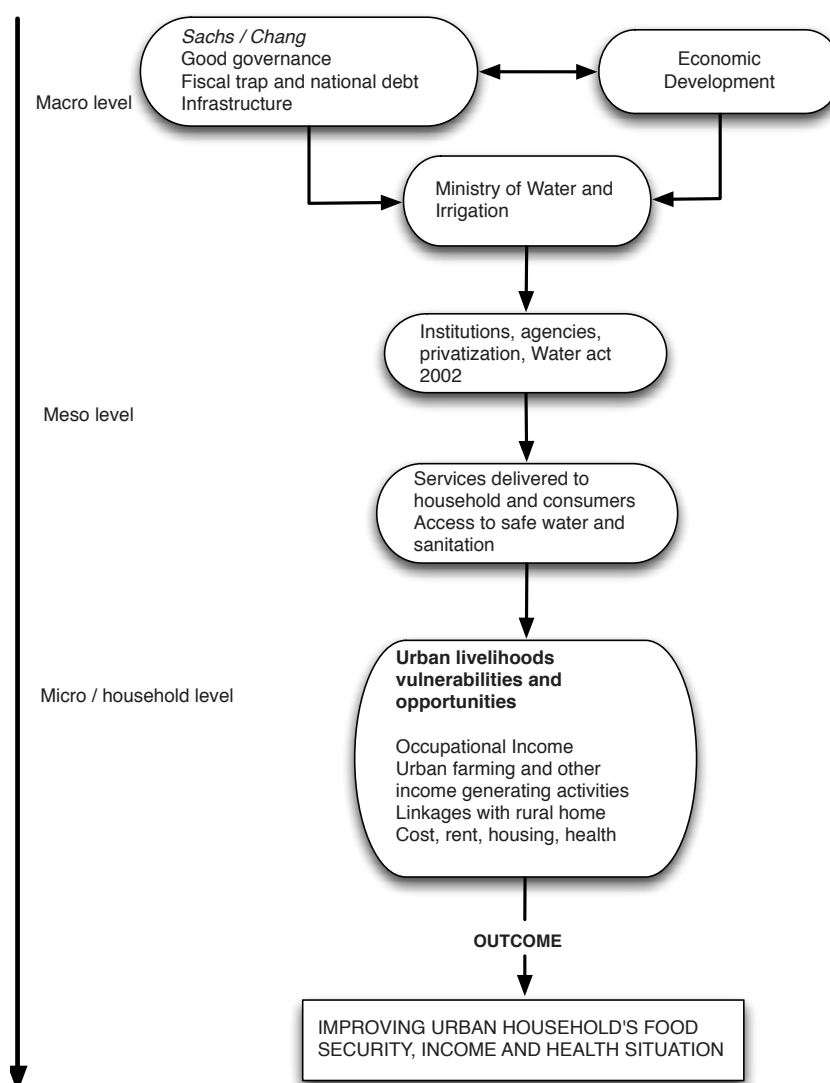 Sachs / Chang
Good governance
Fiscal trap and national debt
Infrastructure
Economic
Development
Macro level
Ministry of Water and
Irrigation
Institutions, agencies,
privatization, Water act
2002
Meso level
Services delivered to
household and consumers
Access to safe water and
sanitation
Urban livelihoods
vulnerabilities and
opportunities
Micro / household level
Occupational Income
Urban farming and other
income generating activities
Linkages with rural home
Cost, rent, housing, health
OUTCOME
IMPROVING URBAN HOUSEHOLD'S FOOD
SECURITY, INCOME AND HEALTH SITUATION